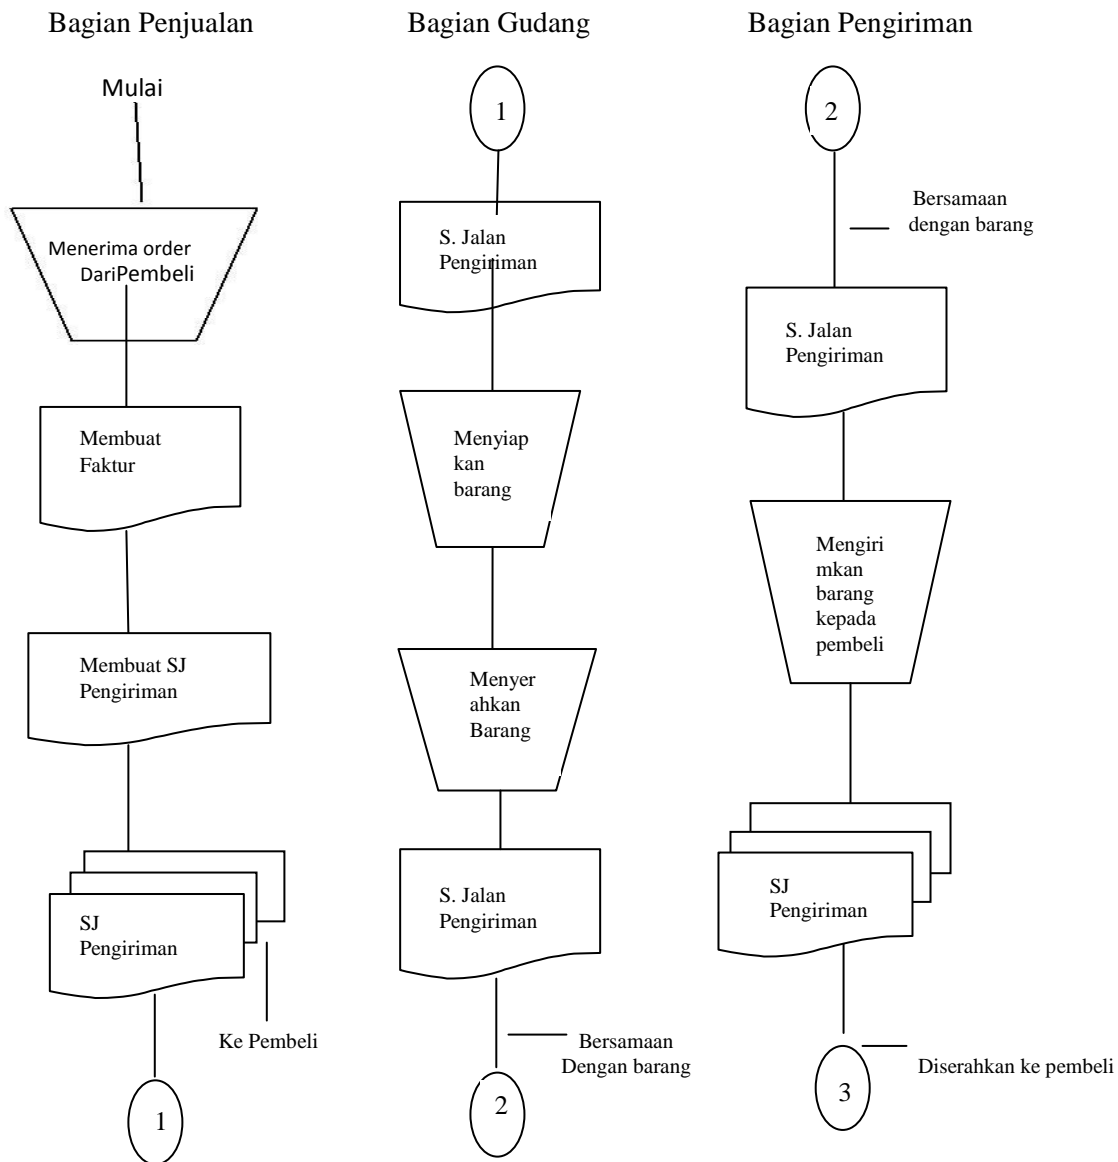 Bagian Penjualan
Mulai
Menerima order
DariPembeli
Membuat
Faktur
Membuat SJ
Pengiriman
SJ
Pengiriman
Ke Pembeli
1
Bagian Gudang
1
S. Jalan
Pengiriman
Menyiap
kan
barang
Menyer
ahkan
Barang
S. Jalan
Pengiriman
Bersamaan
Dengan barang
2
Bagian Pengiriman
2
Bersamaan
dengan barang
S. Jalan
Pengiriman
Mengiri
mkan
barang
kepada
pembeli
SJ
Pengiriman
Diserahkan ke pembeli
3